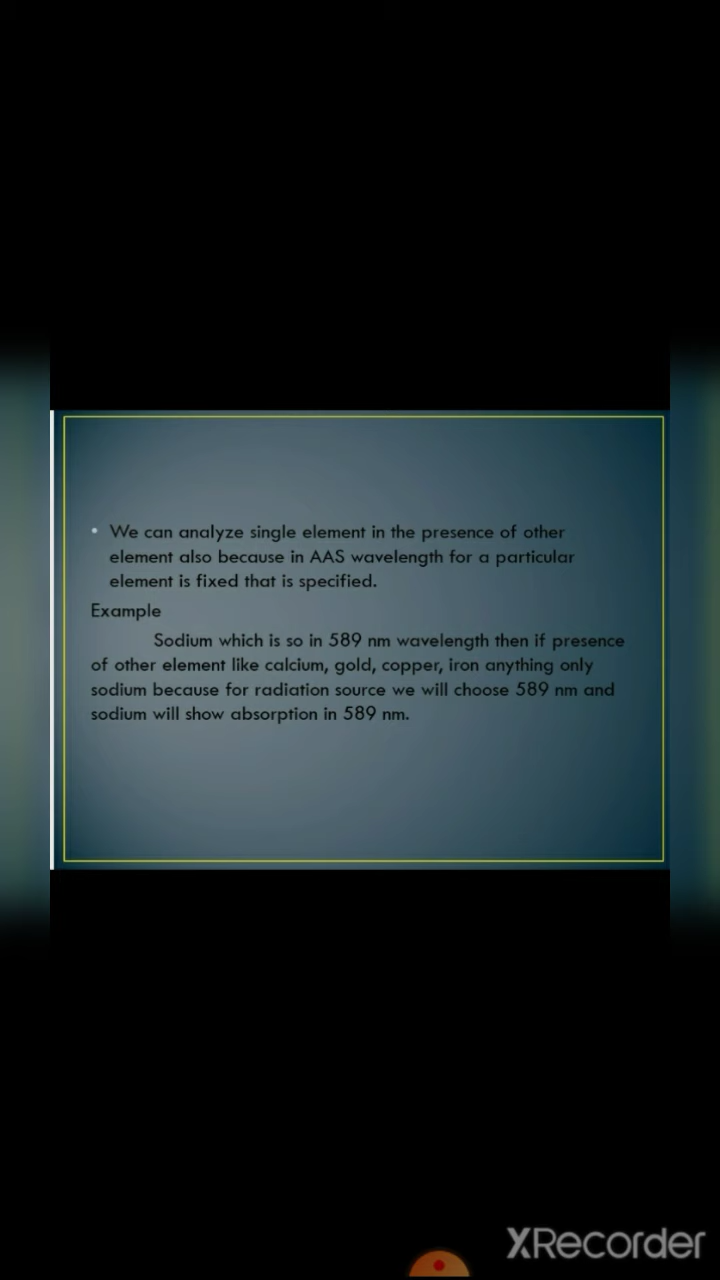 • We can analyze single element in the presence of other
element also because in AAS wavelength for a particular
element is fixed that is specified.
Example
Sodium which is so in 589 nm wavelength then if presence
of other element like calcium, gold, copper, iron anything only
sodium because for radiation source we will choose 589 nm and
sodium will show absorption in 589 nm.
XRecorder